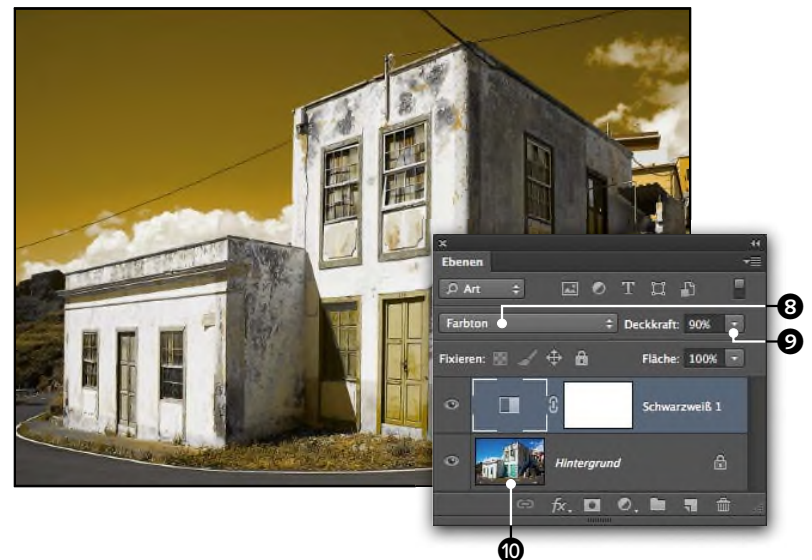 Ebenen
Art
Farbton Deckkraft: 90% 8
9
Fixieren: Fläche: 100%
Schwarzweiß 1
Hintergrund
fx
10